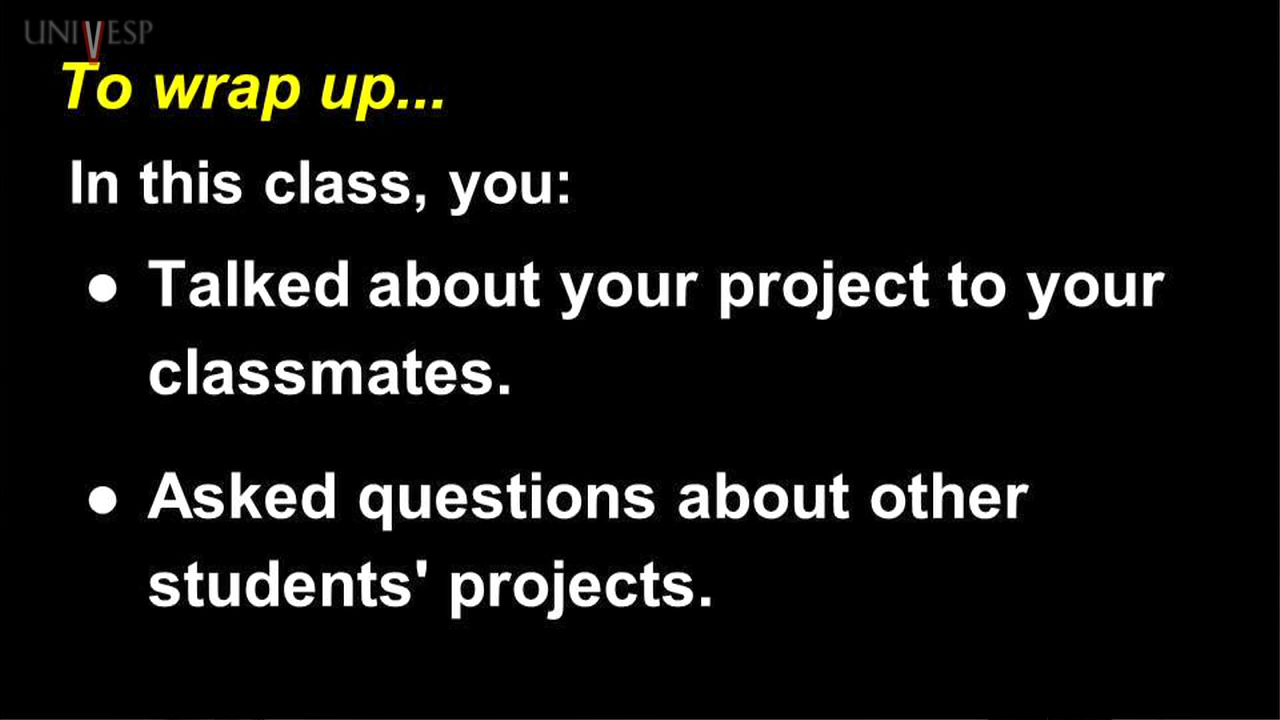 UNIVESP
To wrap up...
In this class, you:
● Talked about your project to your
classmates.
● Asked questions about other
students' projects.